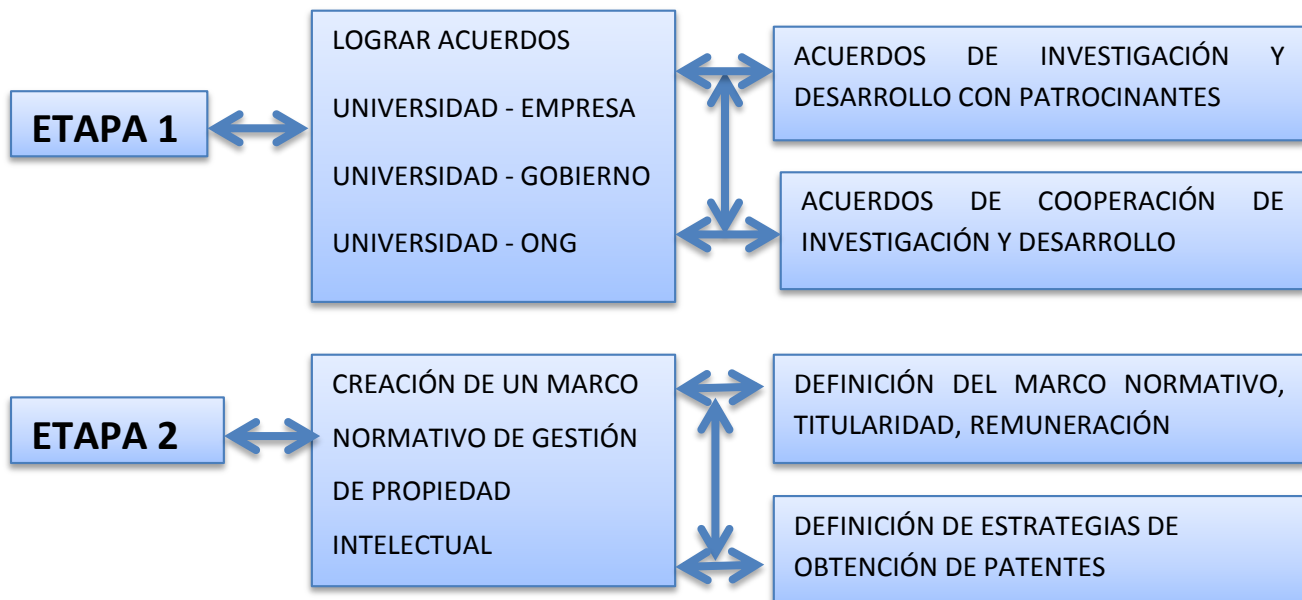 ETAPA 1
LOGRAR ACUERDOS
UNIVERSIDAD - EMPRESA
UNIVERSIDAD - GOBIERNO
UNIVERSIDAD - ONG
ACUERDOS DE INVESTIGACIÓN Y
DESARROLLO CON PATROCINANTES
ACUERDOS DE COOPERACIÓN DE
INVESTIGACIÓN Y DESARROLLO
ETAPA 2
CREACIÓN DE UN MARCO
NORMATIVO DE GESTIÓN
DE PROPIEDAD
INTELECTUAL
DEFINICIÓN DEL MARCO NORMATIVO,
TITULARIDAD, REMUNERACIÓN
DEFINICIÓN DE ESTRATEGIAS DE
OBTENCIÓN DE PATENTES